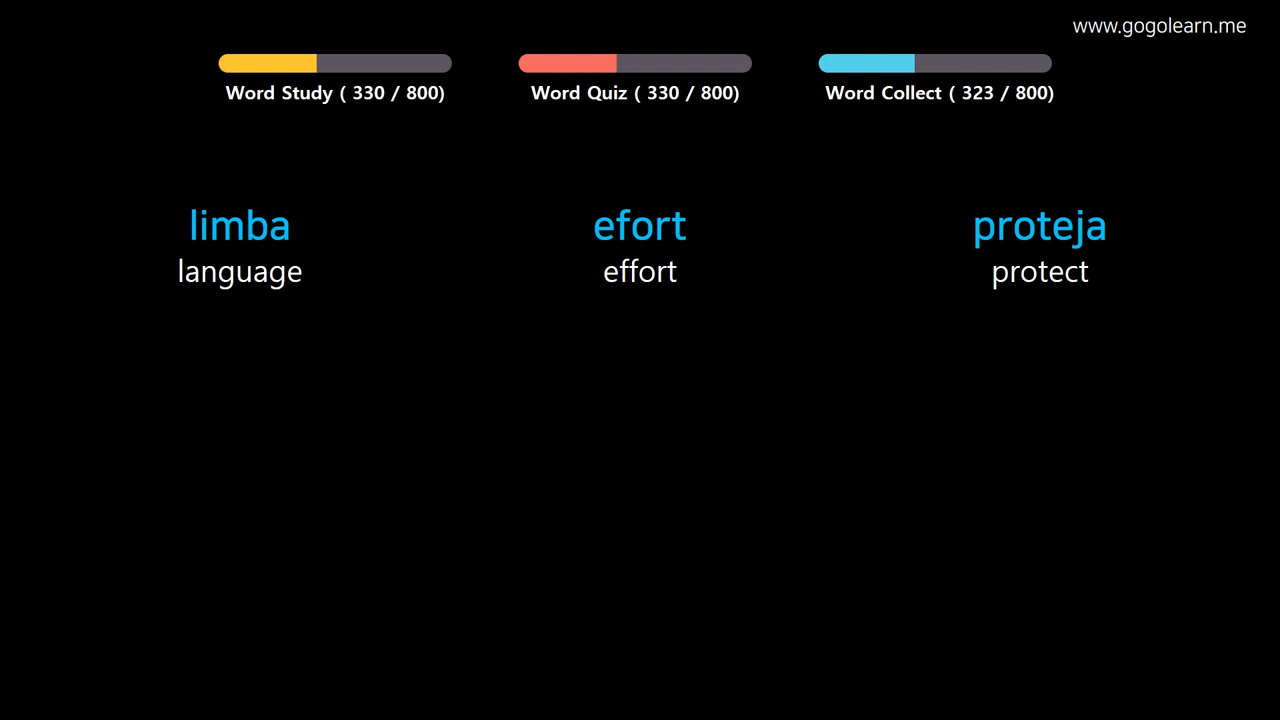 www.gogolearn.me
Word Study ( 330 / 800)
Word Quiz ( 330 / 800)
Word Collect ( 323 / 800)
limba
language
efort
effort
proteja
protect